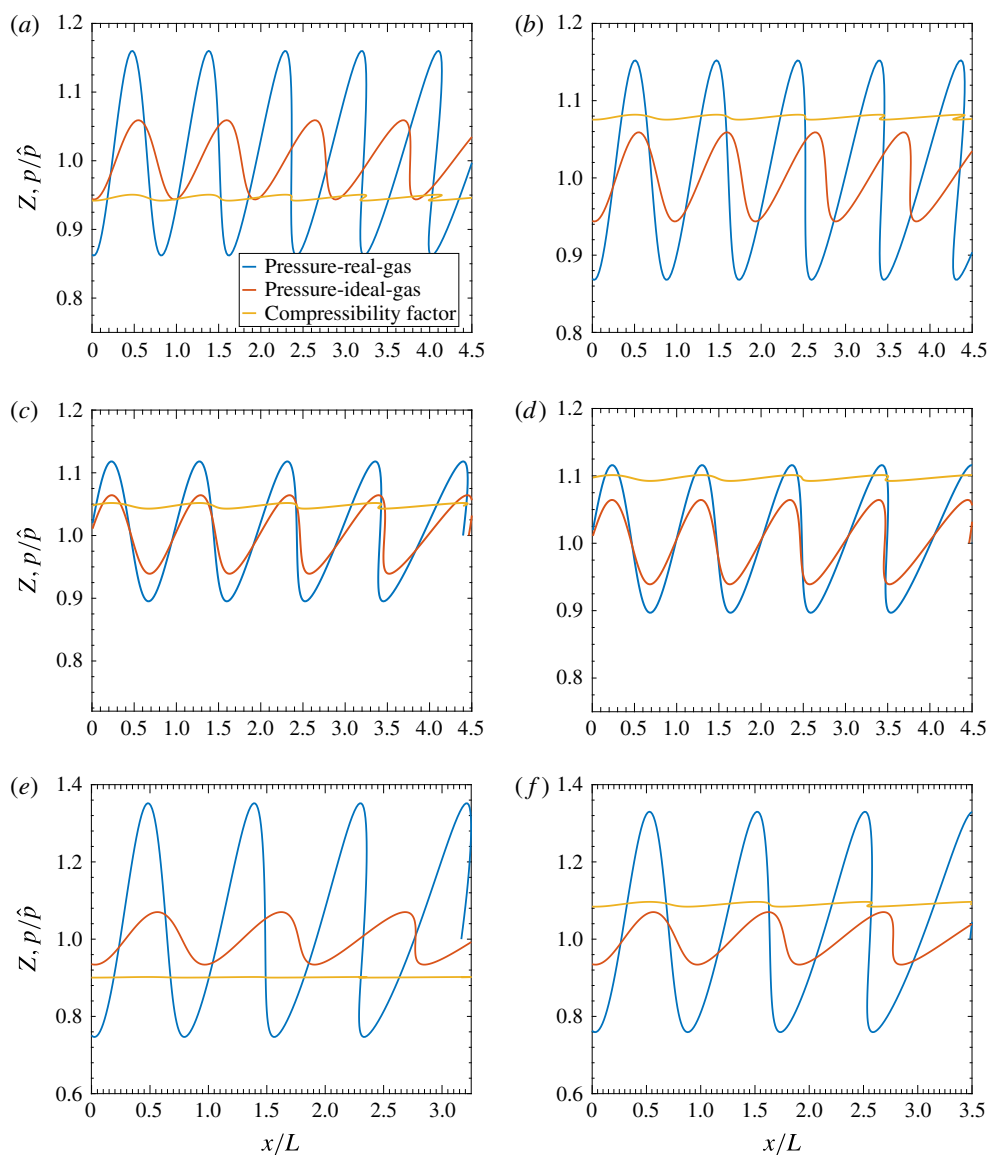 (a)
1.2
1.1
1.0
0.9
0.8
Z, p/p̂
Pressure-real-gas
Pressure-ideal-gas
Compressibility factor
0 0.5 1.0 1.5 2.0 2.5 3.0 3.5 4.0 4.5
(b)
1.2
1.1
1.0
0.9
0.8
0 0.5 1.0 1.5 2.0 2.5 3.0 3.5 4.0 4.5
(c)
1.2
1.1
1.0
0.9
0.8
Z, p̂/p̄
0 0.5 1.0 1.5 2.0 2.5 3.0 3.5 4.0 4.5
(d)
1.2
1.1
1.0
0.9
0.8
0 0.5 1.0 1.5 2.0 2.5 3.0 3.5 4.0 4.5
(e)
1.4
1.2
1.0
0.8
0.6
Z, p̂/p̄
0 0.5 1.0 1.5 2.0 2.5 3.0
x/L
(f)
1.4
1.2
1.0
0.8
0.6
0 0.5 1.0 1.5 2.0 2.5 3.0 3.5
x/L